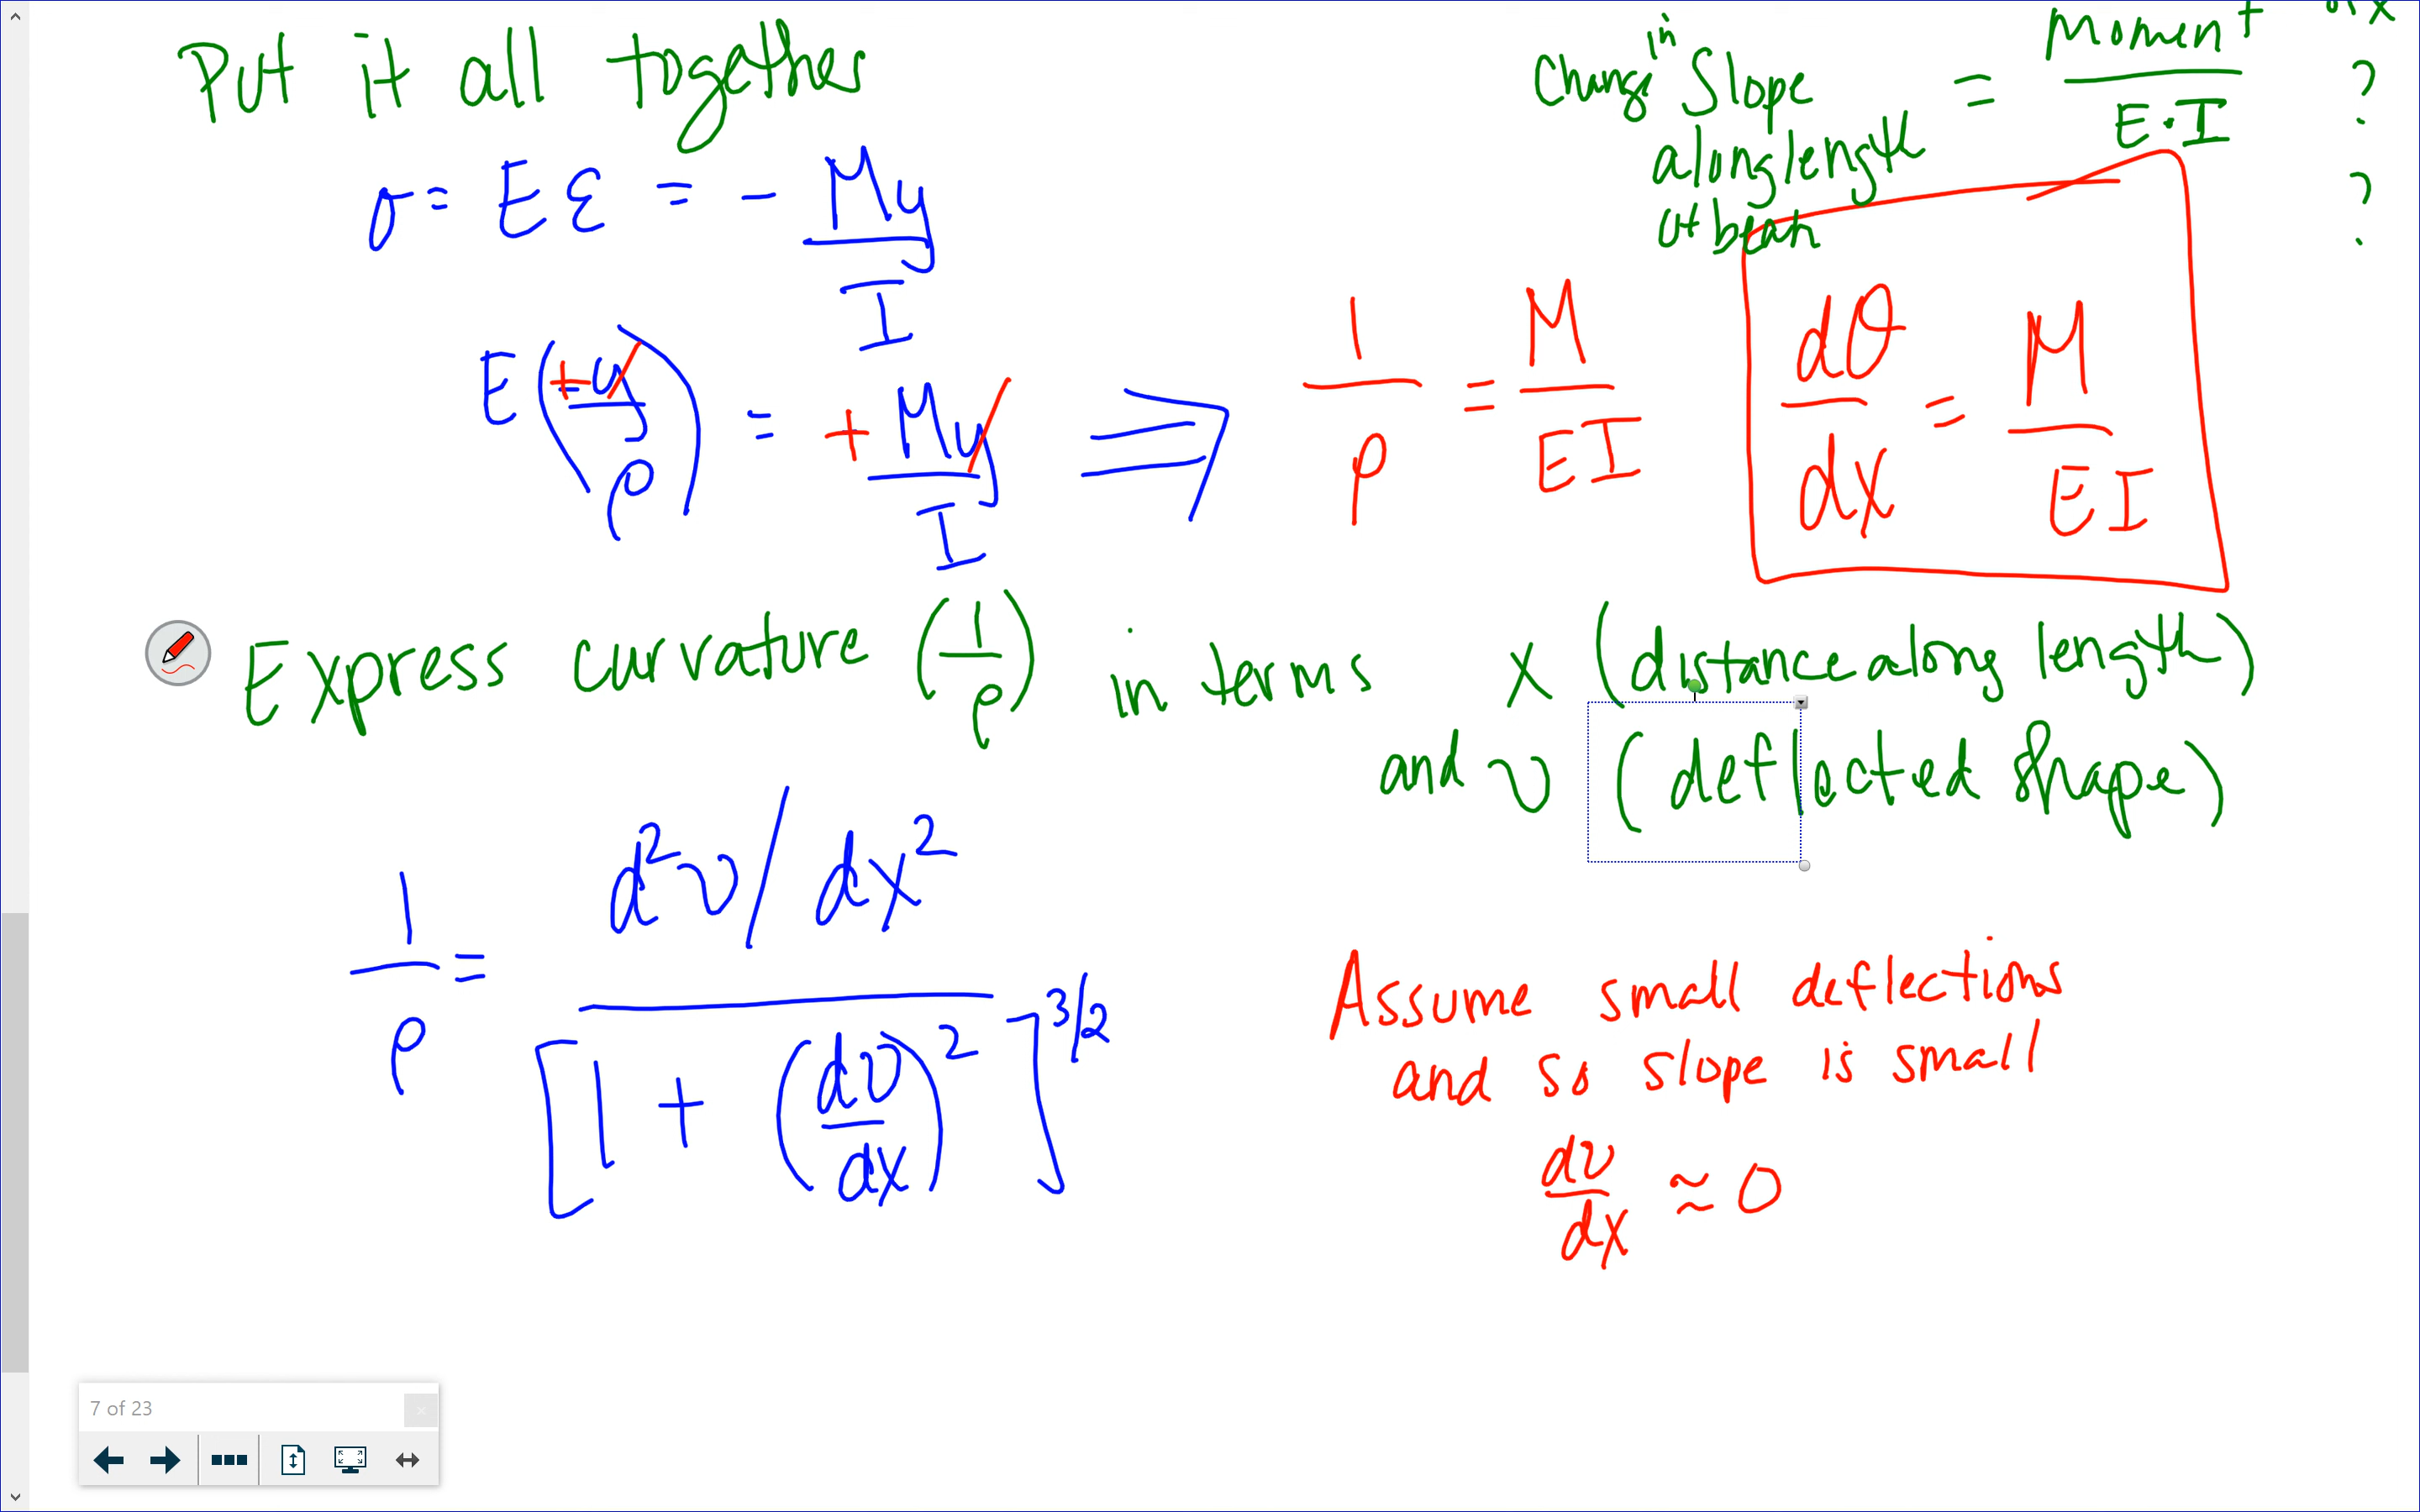 Put it all together
Change in Slope along length of beam = Moment / E·I ? ?
σ = Eε = - My/I
E(+y/ρ) = + My/I ⇒ 1/ρ = M/EI
dθ/dx = M/EI
Express curvature (1/ρ) in terms x (distance along length)
and v (deflected shape)
1/ρ = d²v/dx² / [1 + (dv/dx)²]^3/2
Assume small deflections
and so slope is small
dv/dx ≈ 0
7 of 23